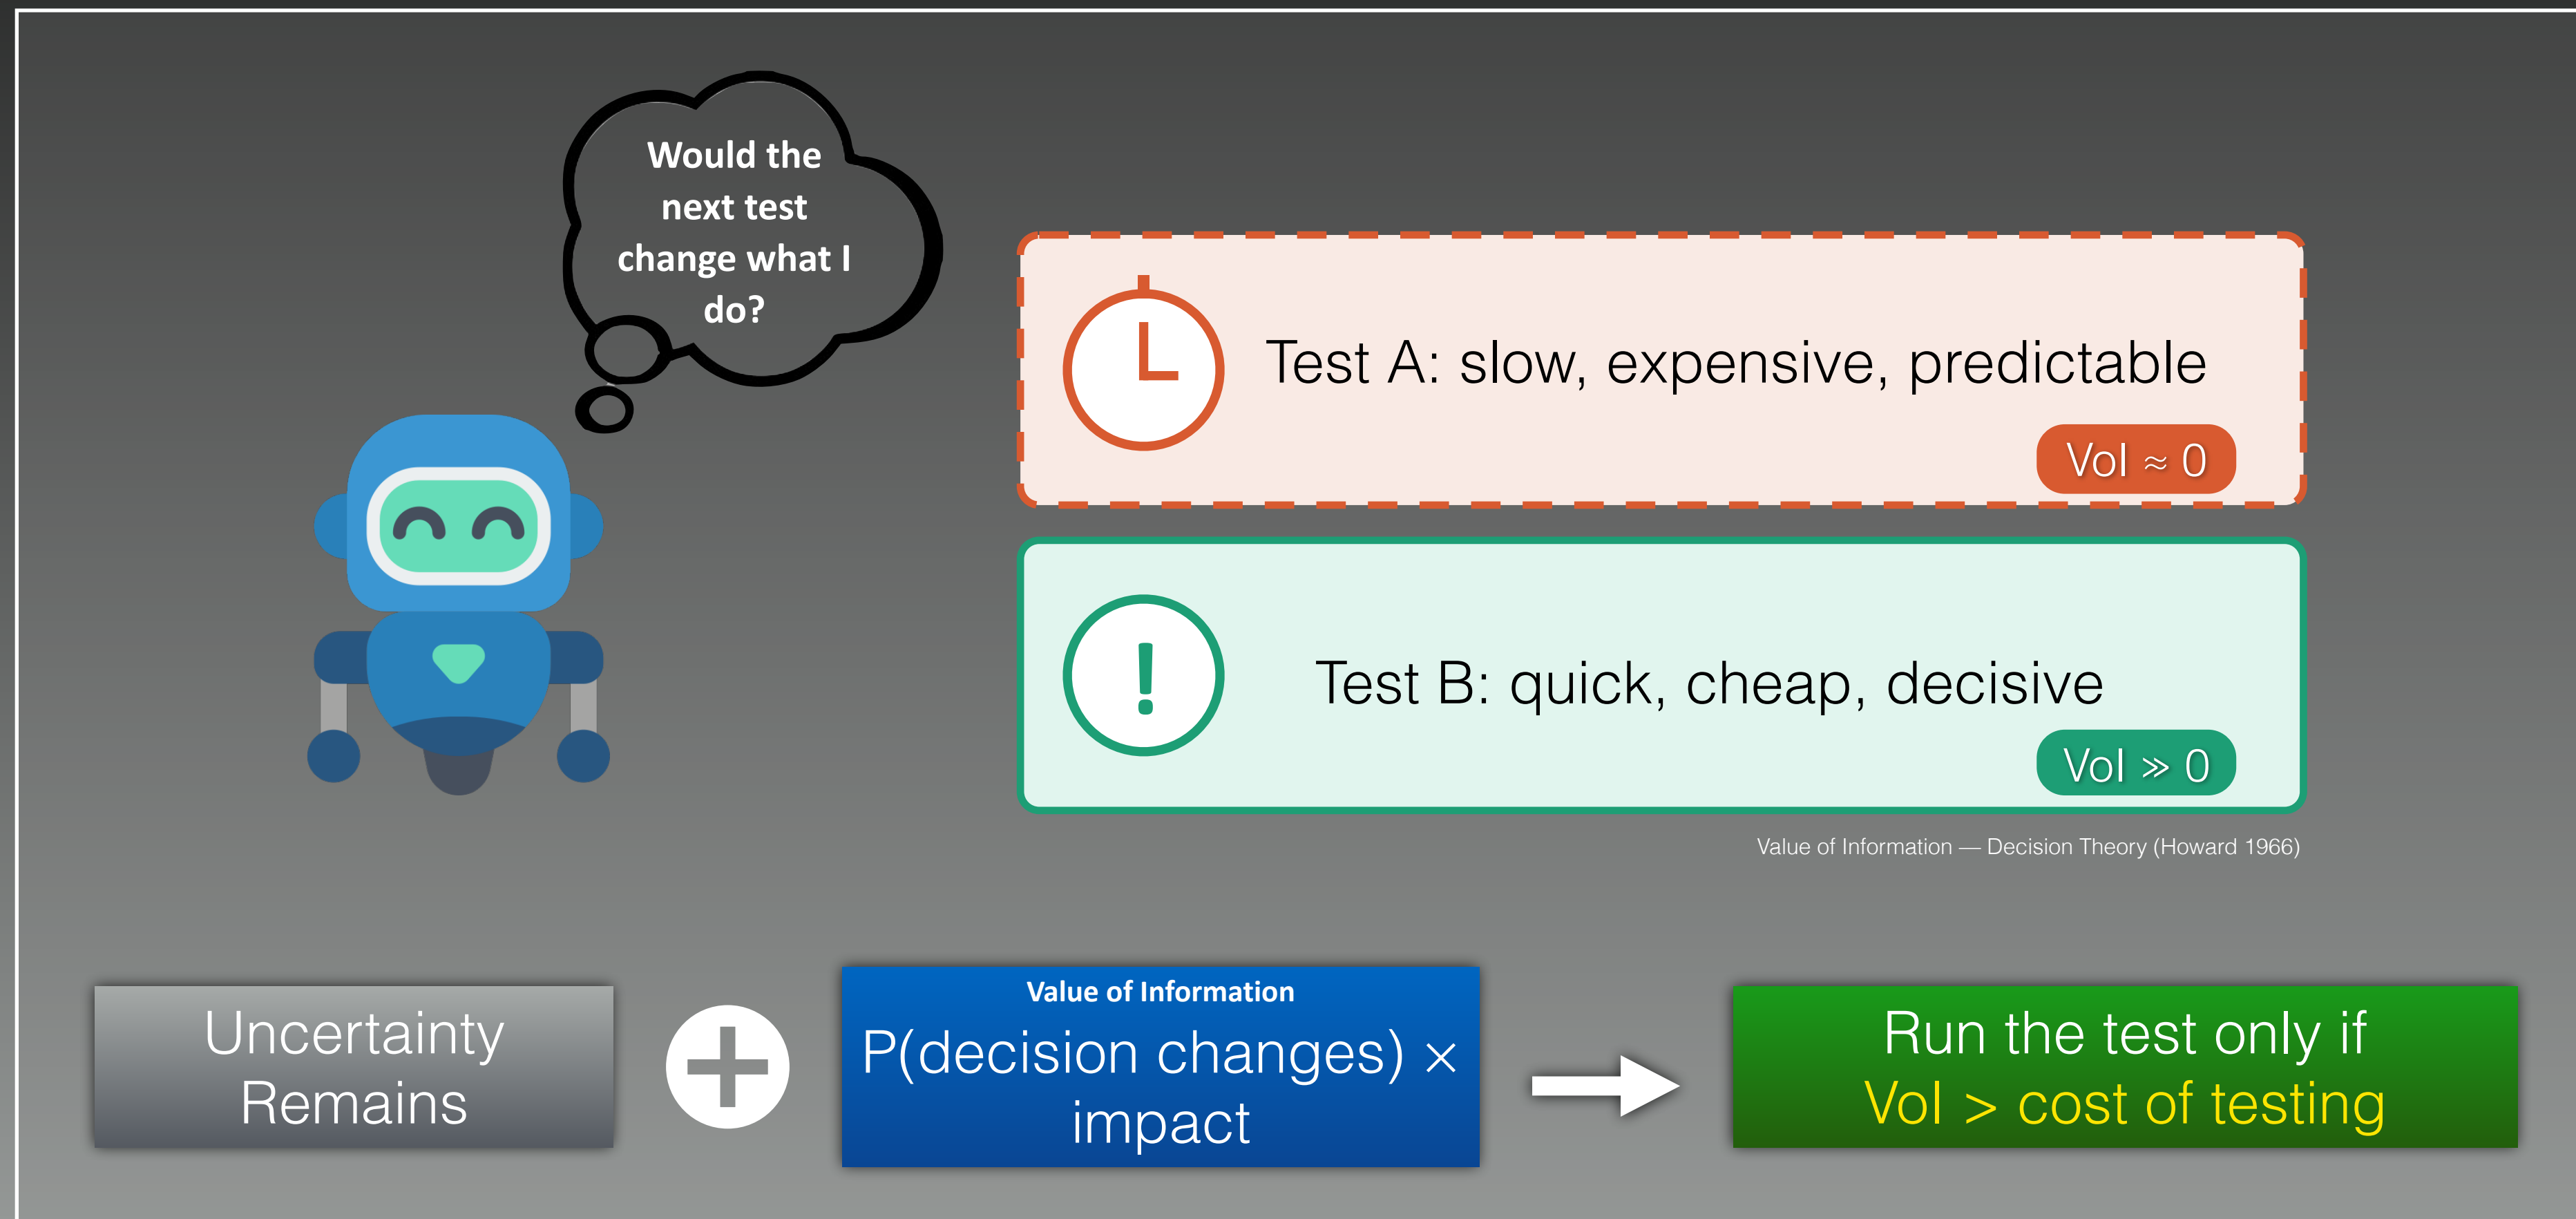 Would the
next test
change what I
do?
Test A: slow, expensive, predictable
VoI ≈ 0
!
Test B: quick, cheap, decisive
VoI ≫ 0
Value of Information — Decision Theory (Howard 1966)
Uncertainty
Remains
Value of Information
P(decision changes) ×
impact
Run the test only if
VoI > cost of testing